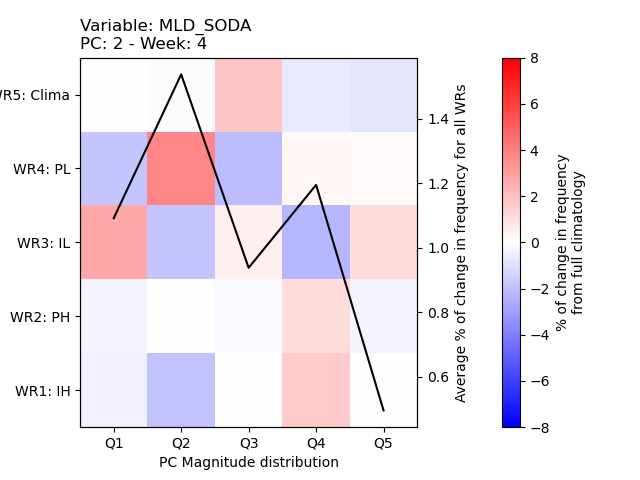 Variable: MLD_SODA
PC: 2 - Week: 4
WR5: Clima
WR4: PL
WR3: IL
WR2: PH
WR1: IH
Q1 Q2 Q3 Q4 Q5
PC Magnitude distribution
1.4
1.2
1.0
0.8
0.6
Average % of change in frequency for all WRs
8
6
4
2
0
−2
−4
−6
−8
% of change in frequency
from full climatology